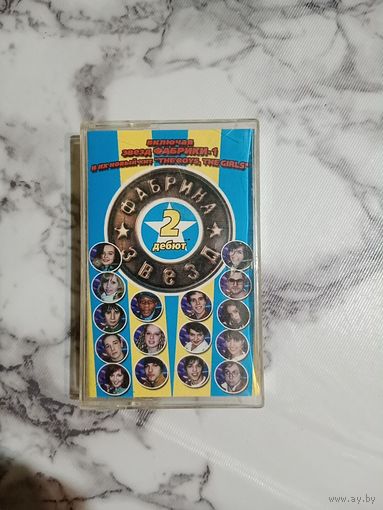 включая
звезд ФАБРИКИ-1
и их новый хит "THE BOYS, THE GIRLS"
ФАБРИКА
2
дебют
ЗВЕЗД
www.ay.by